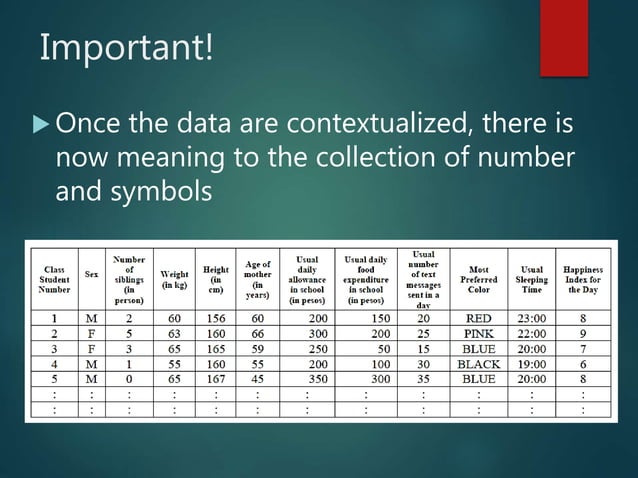 Important!
Once the data are contextualized, there is
now meaning to the collection of number
and symbols
Class Student Number | Sex | Number of siblings (in person) | Weight (in kg) | Height (in cm) | Age of mother (in years) | Usual daily allowance in school (in pesos) | Usual daily food expenditure in school (in pesos) | Usual number of text messages sent in a day | Most Preferred Color | Usual Sleeping Time | Happiness Index for the Day
1 | M | 2 | 60 | 156 | 60 | 200 | 150 | 20 | RED | 23:00 | 8
2 | F | 5 | 63 | 160 | 66 | 300 | 200 | 25 | PINK | 22:00 | 9
3 | F | 3 | 65 | 165 | 59 | 250 | 50 | 15 | BLUE | 20:00 | 7
4 | M | 1 | 55 | 160 | 55 | 200 | 100 | 30 | BLACK | 19:00 | 6
5 | M | 0 | 65 | 167 | 45 | 350 | 300 | 35 | BLUE | 20:00 | 8
: | : | : | : | : | : | : | : | : | : | : | :
: | : | : | : | : | : | : | : | : | : | : | :